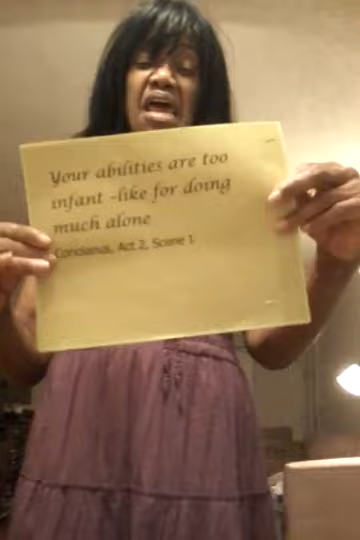 Your abilities are too
infant -like for doing
much alone
Coriolanus, Act 2, Scene 1